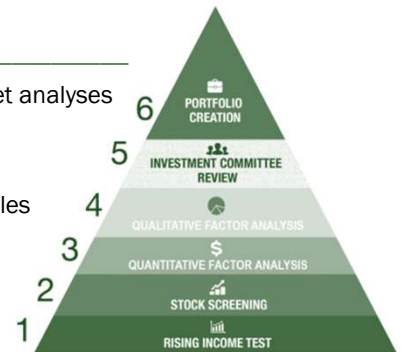 et analyses
les
6
PORTFOLIO
CREATION
5
INVESTMENT COMMITTEE
REVIEW
4
QUALITATIVE FACTOR ANALYSIS
3
$
QUANTITATIVE FACTOR ANALYSIS
2
STOCK SCREENING
1
RISING INCOME TEST